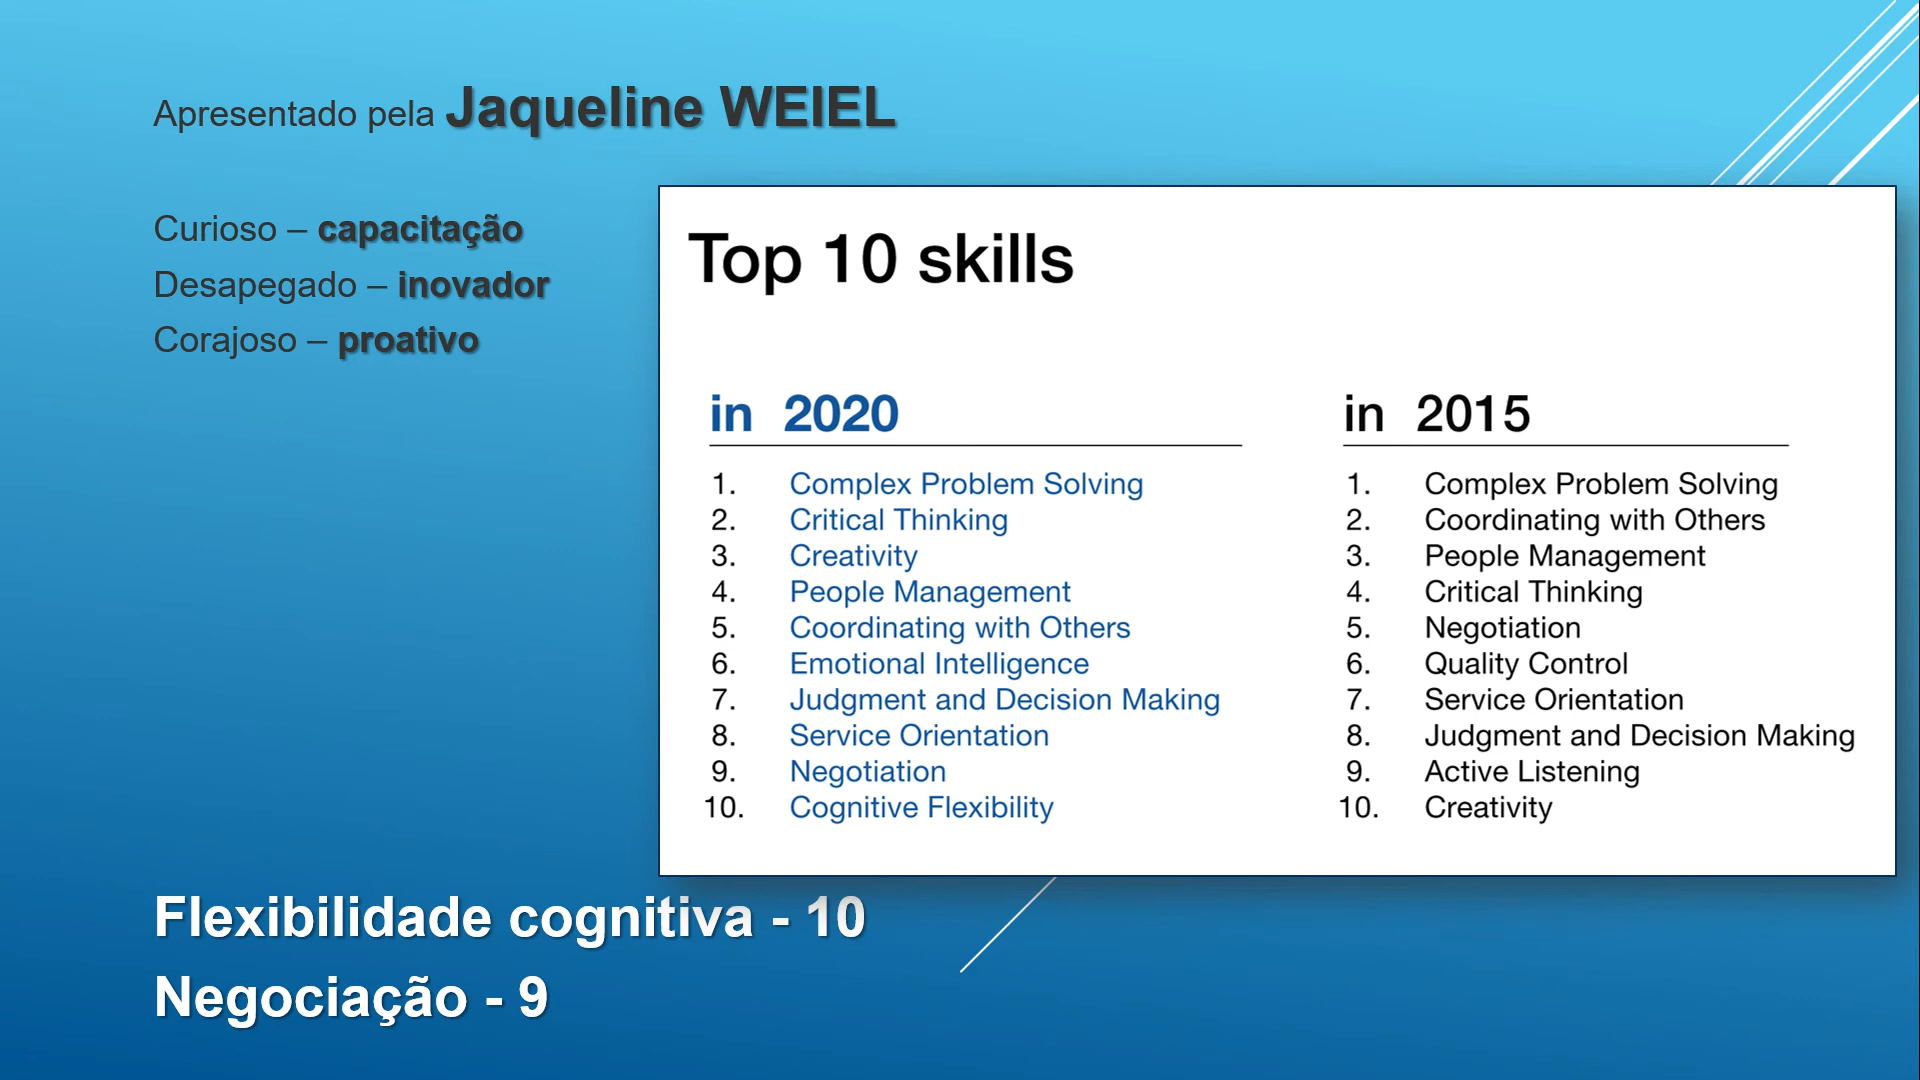 Apresentado pela Jaqueline WEIEL
Curioso – capacitação
Desapegado – inovador
Corajoso – proativo
Top 10 skills
in 2020
1. Complex Problem Solving
2. Critical Thinking
3. Creativity
4. People Management
5. Coordinating with Others
6. Emotional Intelligence
7. Judgment and Decision Making
8. Service Orientation
9. Negotiation
10. Cognitive Flexibility
in 2015
1. Complex Problem Solving
2. Coordinating with Others
3. People Management
4. Critical Thinking
5. Negotiation
6. Quality Control
7. Service Orientation
8. Judgment and Decision Making
9. Active Listening
10. Creativity
Flexibilidade cognitiva - 10
Negociação - 9